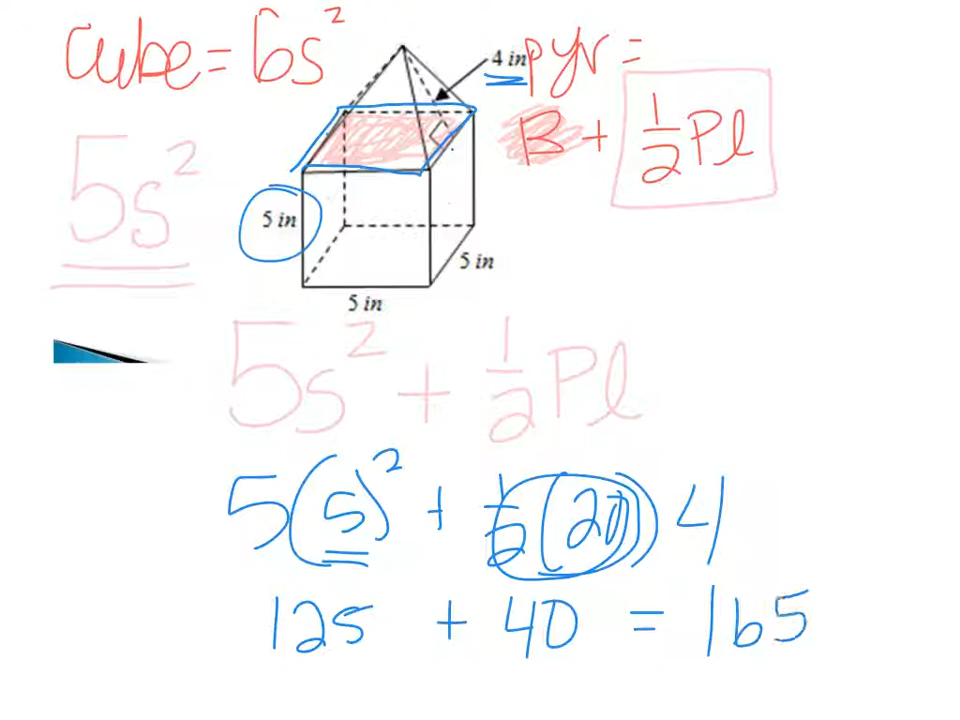 cube = 6s²
4 in
pyr =
B + ½Pl
5s²
5 in
5 in
5 in
5s² + ½Pl
5(5)² + ½(20)4
125 + 40 = 165